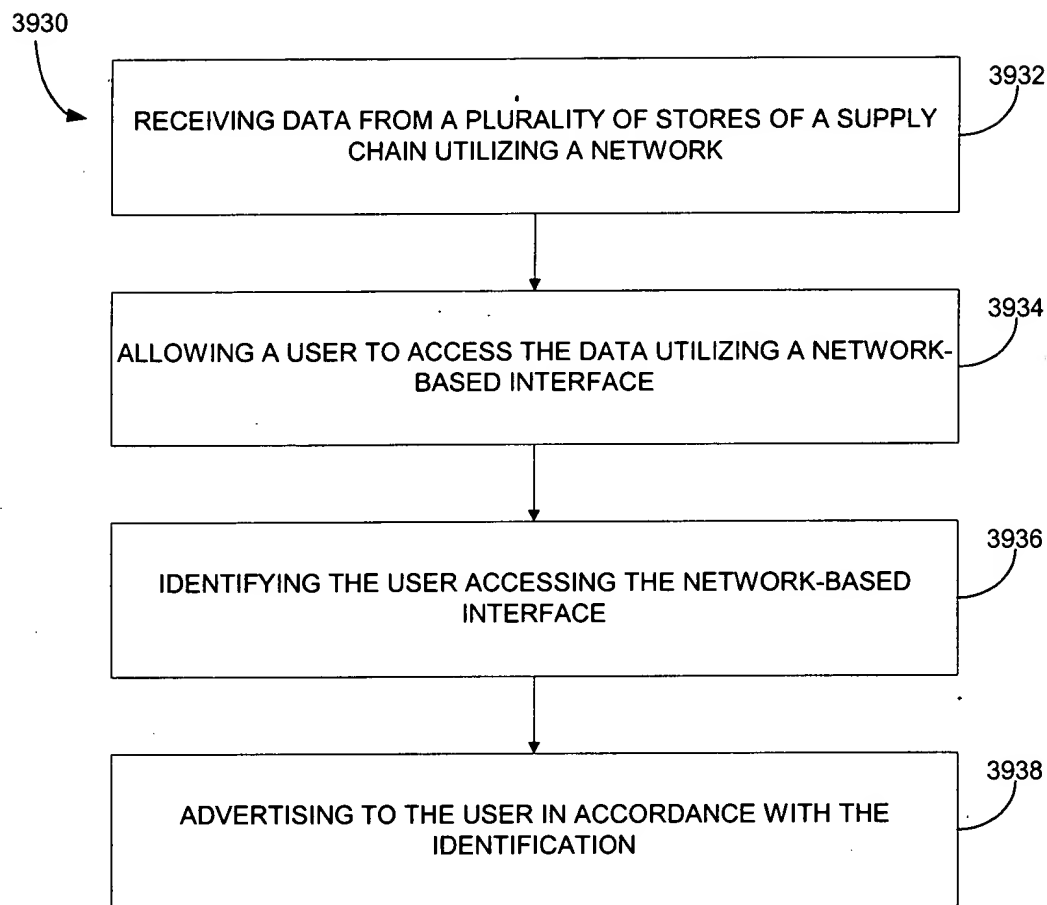 3930
3932
RECEIVING DATA FROM A PLURALITY OF STORES OF A SUPPLY
CHAIN UTILIZING A NETWORK
3934
ALLOWING A USER TO ACCESS THE DATA UTILIZING A NETWORK-
BASED INTERFACE
3936
IDENTIFYING THE USER ACCESSING THE NETWORK-BASED
INTERFACE
3938
ADVERTISING TO THE USER IN ACCORDANCE WITH THE
IDENTIFICATION